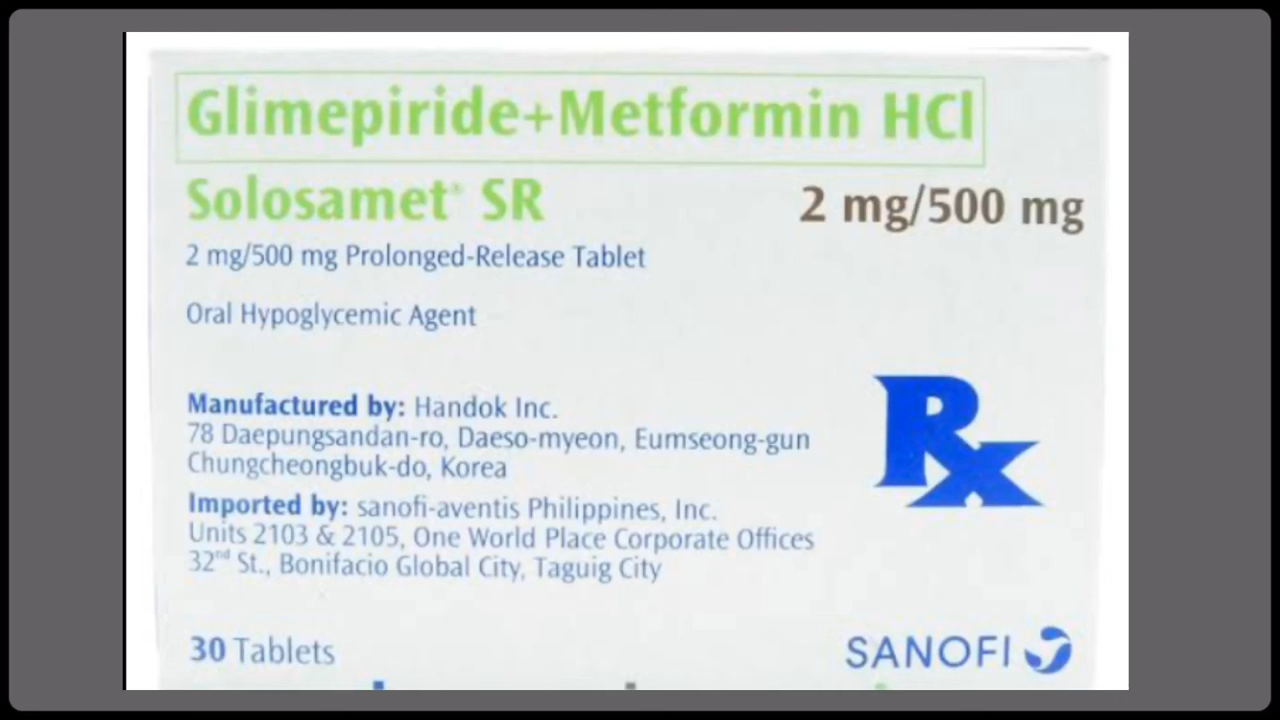 Glimepiride+Metformin HCl
Solosamet® SR
2 mg/500 mg
2 mg/500 mg Prolonged-Release Tablet
Oral Hypoglycemic Agent
Manufactured by: Handok Inc.
78 Daepungsandan-ro, Daeso-myeon, Eumseong-gun
Chungcheongbuk-do, Korea
Rx
Imported by: sanofi-aventis Philippines, Inc.
Units 2103 & 2105, One World Place Corporate Offices
32nd St., Bonifacio Global City, Taguig City
30 Tablets
SANOFI